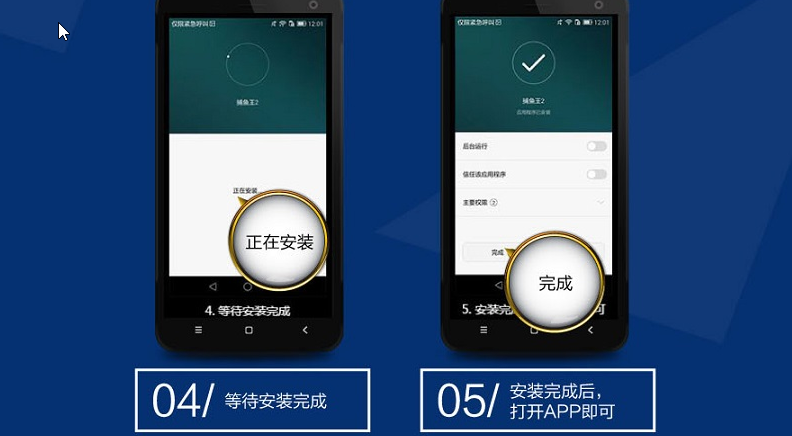 仅限紧急呼叫
12:01
捕鱼王2
正在安装...
正在安装
4. 等待安装完成
04/ 等待安装完成
仅限紧急呼叫
12:01
捕鱼王2
应用程序已安装
后台运行
信任该应用程序
主要权限 ?
完成
完成
5. 安装完
可
05/ 安装完成后，
打开APP即可